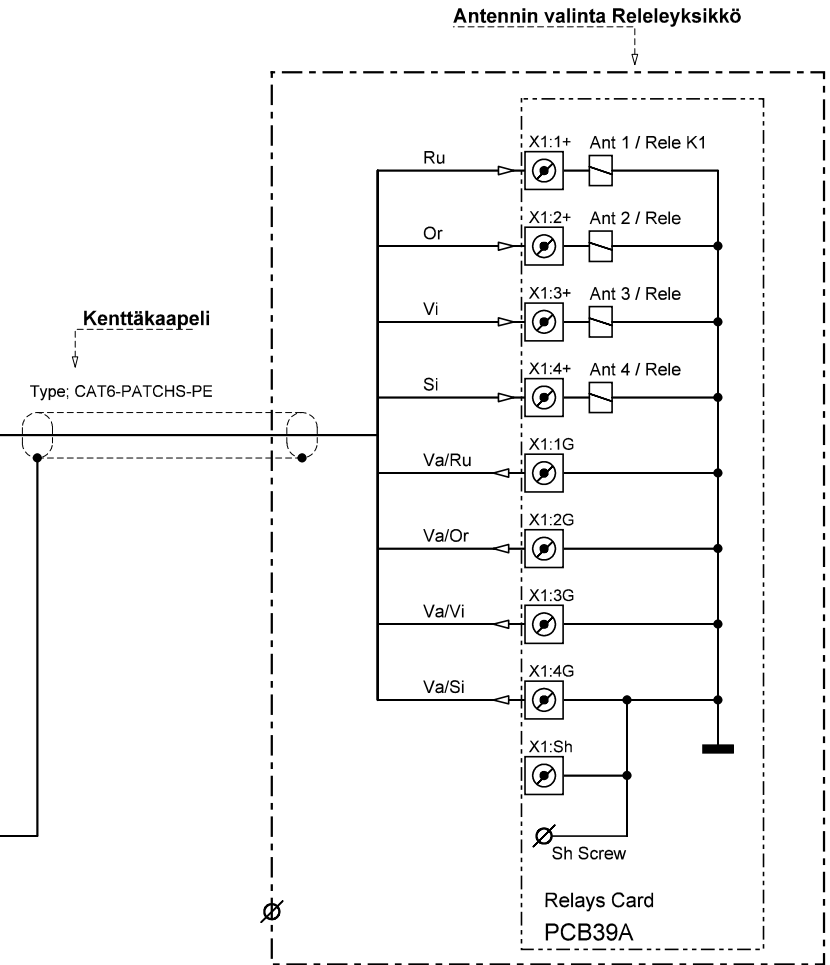 Antennin valinta Releleyksikkö
X1:1+ Ant 1 / Rele K1
Ru
X1:2+ Ant 2 / Rele
Or
X1:3+ Ant 3 / Rele
Vi
Kenttäkaapeli
X1:4+ Ant 4 / Rele
Si
Type; CAT6-PATCHS-PE
X1:1G
Va/Ru
X1:2G
Va/Or
X1:3G
Va/Vi
X1:4G
Va/Si
X1:Sh
Sh Screw
Relays Card
PCB39A